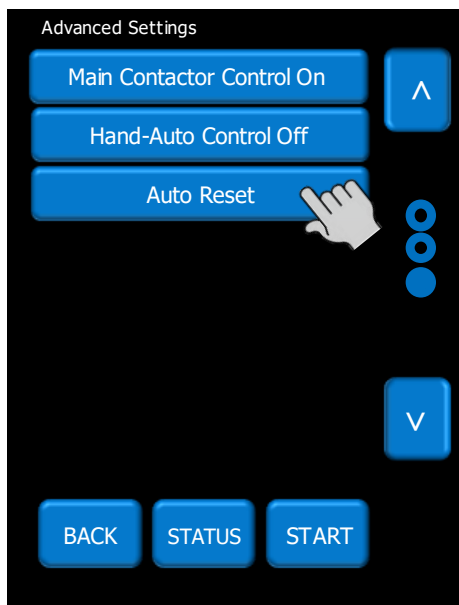 Advanced Settings
Main Contactor Control On
Hand-Auto Control Off
Auto Reset
BACK STATUS START